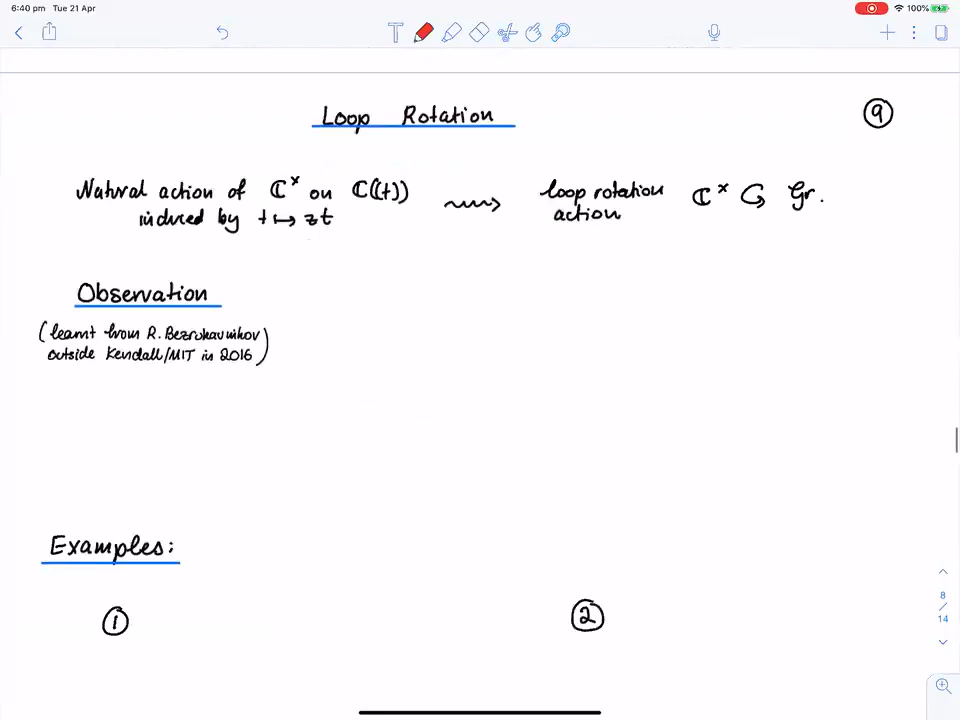 6:40 pm Tue 21 Apr
100%
Loop Rotation
9
Natural action of ℂ^x on ℂ((t))
induced by t ↦ zt
loop rotation
action
ℂ^x ⟳ Gr.
Observation
(learnt from R. Bezrukavnikov
outside Kendall/MIT in 2016)
Examples:
1
2
8
/
14